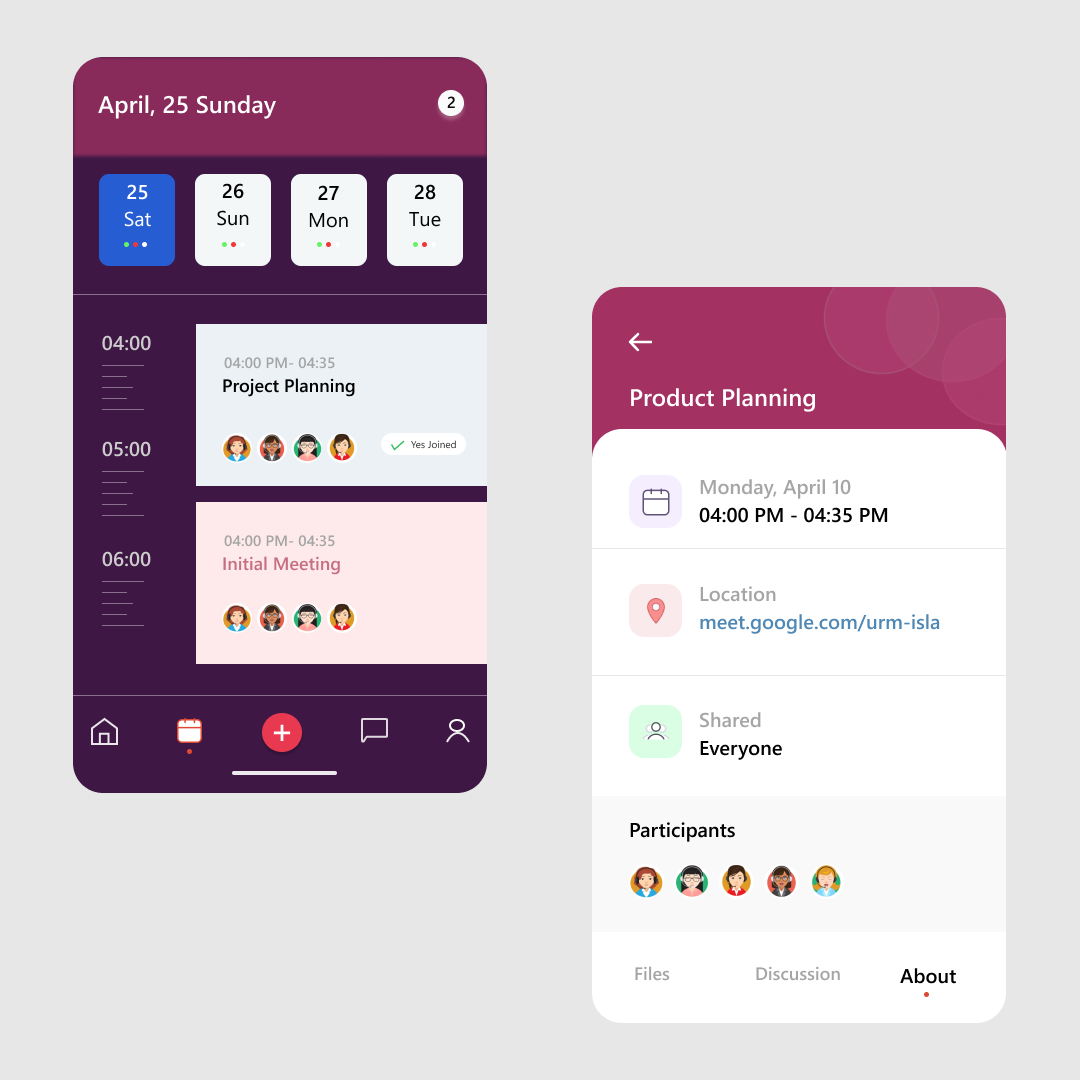 April, 25 Sunday
2
25
Sat
26
Sun
27
Mon
28
Tue
04:00
04:00 PM- 04:35
Project Planning
Yes Joined
05:00
04:00 PM- 04:35
Initial Meeting
06:00
Product Planning
Monday, April 10
04:00 PM - 04:35 PM
Location
meet.google.com/urm-isla
Shared
Everyone
Participants
Files
Discussion
About